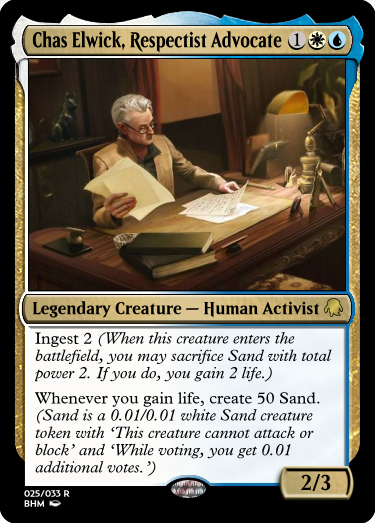 Chas Elwick, Respectist Advocate 1
Legendary Creature — Human Activist
Ingest 2 (When this creature enters the
battlefield, you may sacrifice Sand with total
power 2. If you do, you gain 2 life.)
Whenever you gain life, create 50 Sand.
(Sand is a 0.01/0.01 white Sand creature
token with ‘This creature cannot attack or
block’ and ‘While voting, you get 0.01
additional votes.’)
2/3
025/033 R
BHM